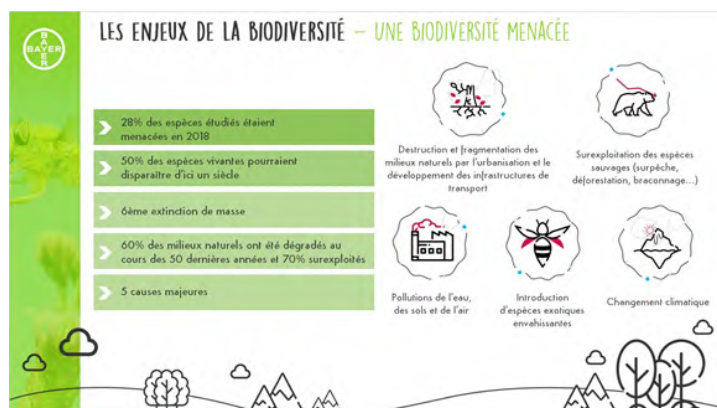 BAYER
BAYER
LES ENJEUX DE LA BIODIVERSITÉ – UNE BIODIVERSITÉ MENACÉE
28% des espèces étudiés étaient
menacées en 2018
50% des espèces vivantes pourraient
disparaître d'ici un siècle
6ème extinction de masse
60% des milieux naturels ont été dégradés au
cours des 50 dernières années et 70% surexploités
5 causes majeures
Destruction et fragmentation des
milieux naturels par l'urbanisation et le
développement des infrastructures de
transport
Surexploitation des espèces
sauvages (surpêche,
déforestation, braconnage...)
Pollutions de l'eau,
des sols et de l'air
Introduction
d'espèces exotiques
envahissantes
Changement climatique